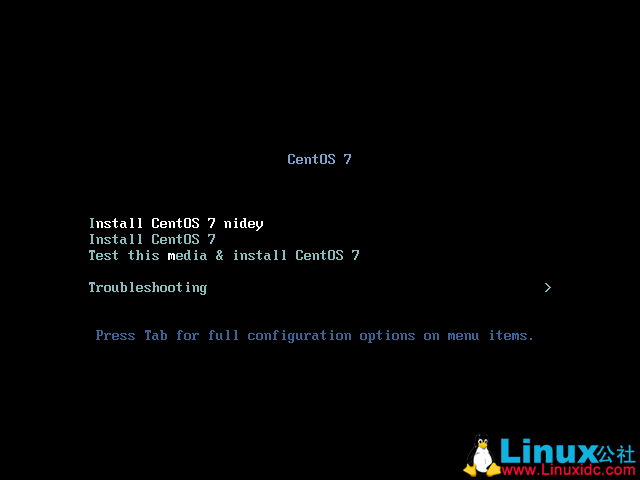 CentOS 7
Install CentOS 7 nidey
Install CentOS 7
Test this media & install CentOS 7
Troubleshooting >
Press Tab for full configuration options on menu items.
Linux公社
www.Linuxidc.com